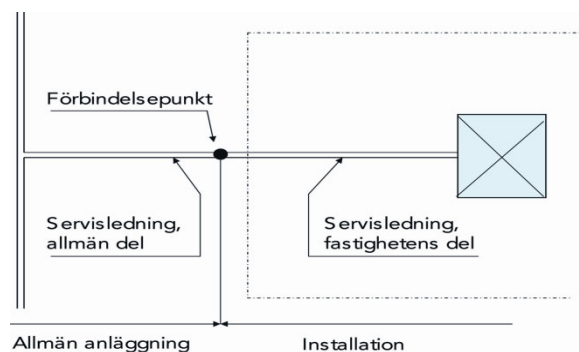 Förbindelsepunkt
Servisledning,
allmän del
Servisledning,
fastighetens del
Allmän anläggning
Installation